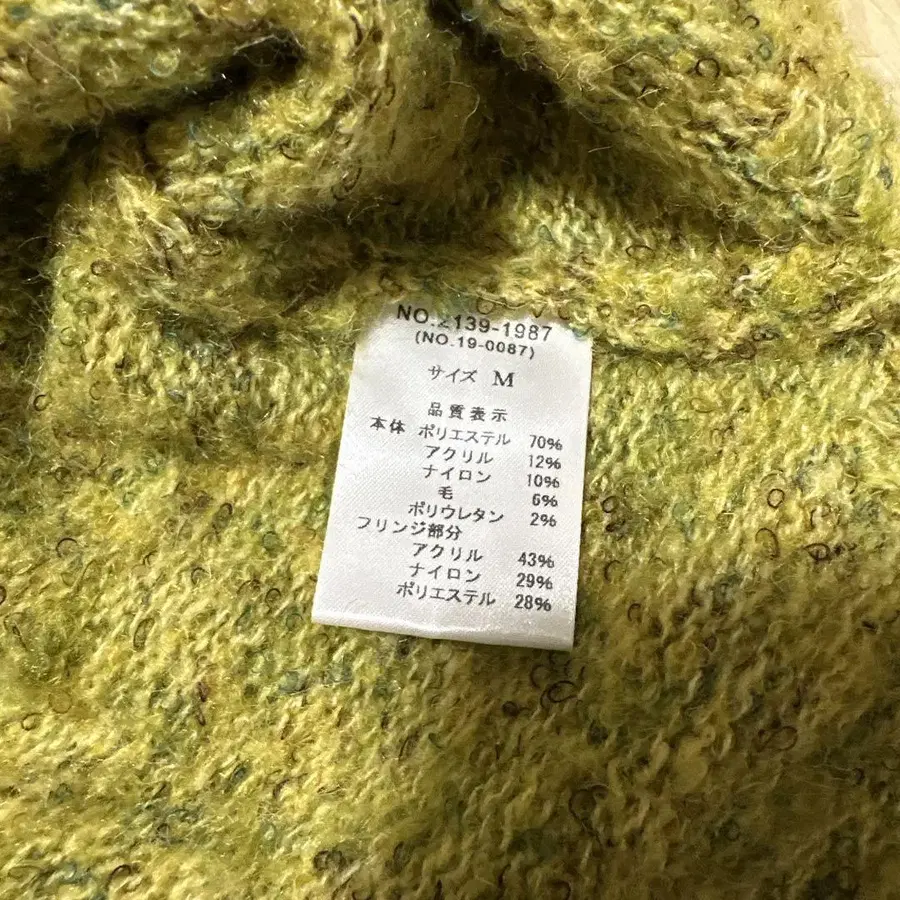 NO.2139-1987
(NO.19-0087)
サイズ M
品質表示
本体 ポリエステル 70%
アクリル 12%
ナイロン 10%
毛 6%
ポリウレタン 2%
フリンジ部分
アクリル 43%
ナイロン 29%
ポリエステル 28%